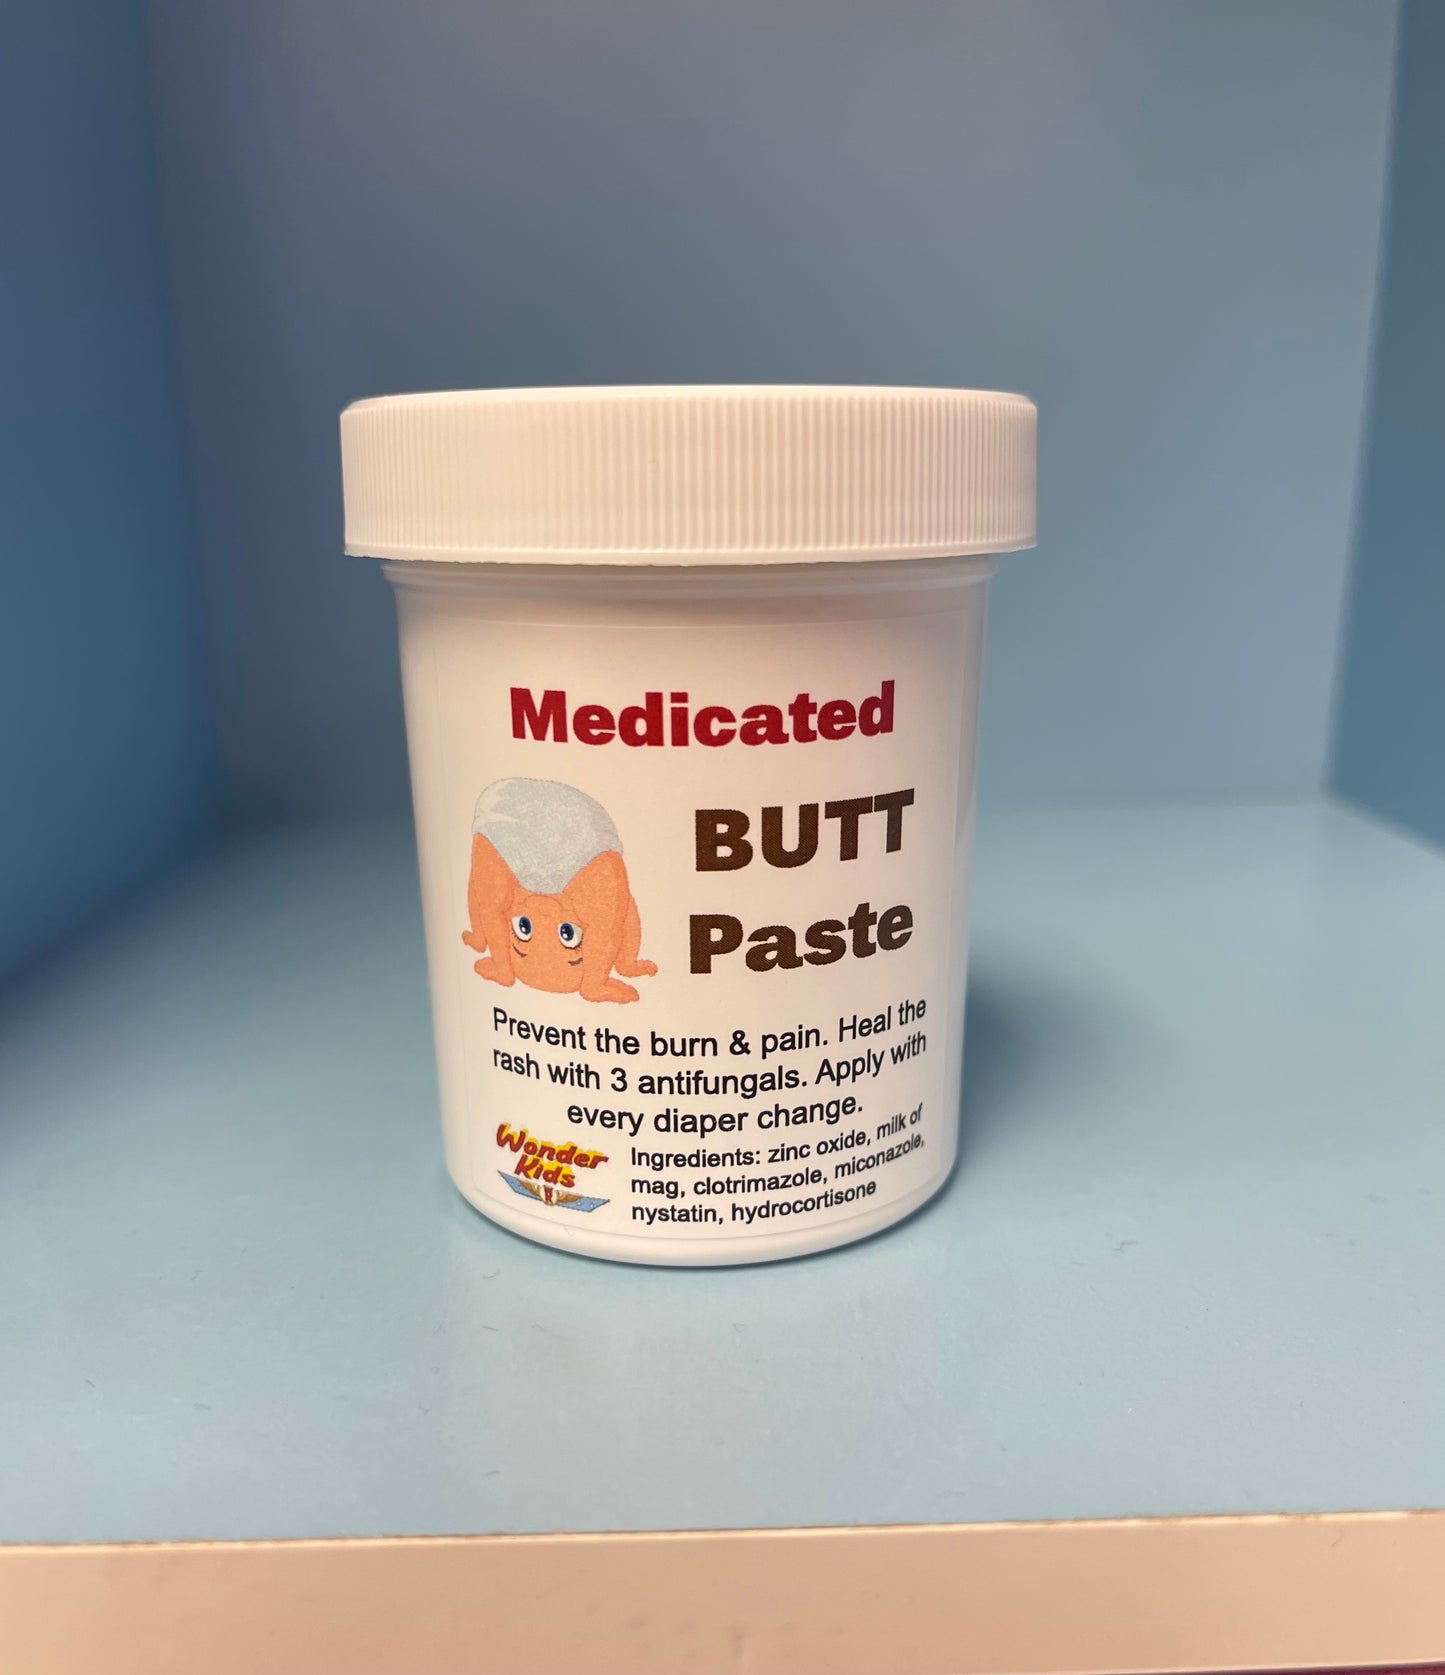 Medicated
BUTT
Paste
Prevent the burn & pain. Heal the
rash with 3 antifungals. Apply with
every diaper change.
Wonder
Kids
Ingredients: zinc oxide, milk of
mag, clotrimazole, miconazole,
nystatin, hydrocortisone